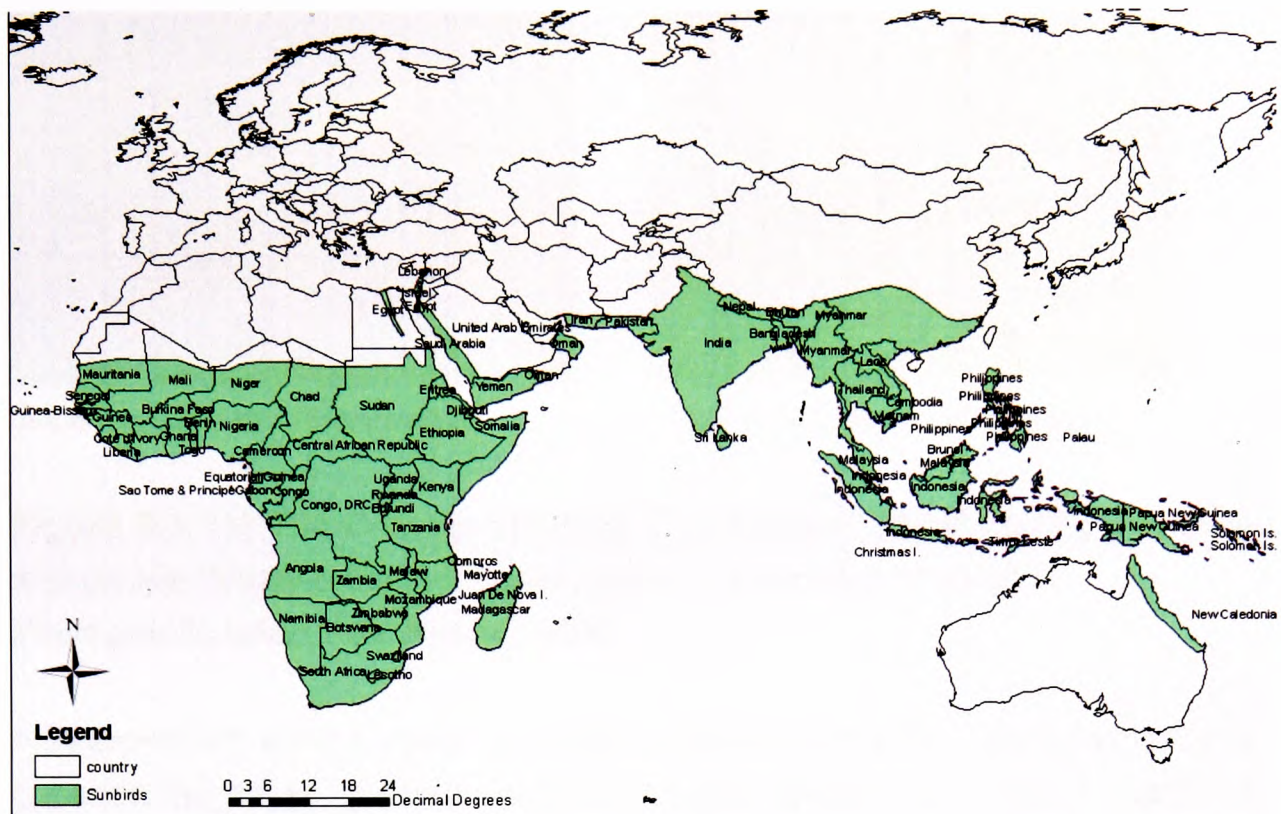 Lebanon
Israel
Egypt Egypt
United Arab Emirates
Saudi Arabia
Iran Pakistan
Oman
Oman
Yemen
Nepal
Bhutan
Myanmar
Bangladesh
India
Myanmar
Laos
Thailand
Cambodia
Vietnam
Sri Lanka
Philippines
Philippines
Philippines
Philippines
Philippines
Philippines
Palau
Brunei
Malaysia
Malaysia
Indonesia
Indonesia
Indonesia
Indonesia
Indonesia
Indonesia
Papua New Guinea
Papua New Guinea
Solomon Is.
Solomon Is.
Timor Leste
Christmas I.
New Caledonia
Mauritania
Mali
Niger
Chad
Sudan
Eritrea
Senegal
Guinea-Bissau
Guinea
Burkina Faso
Benin
Nigeria
Djibouti
Somalia
Ethiopia
Cote d'Ivory
Ghana
Liberia
Togo
Cameroon
Central African Republic
Equatorial Guinea
Sao Tome & Principe
Gabon
Congo
Congo, DRC
Uganda
Kenya
Rwanda
Burundi
Tanzania
Angola
Zambia
Malawi
Comoros
Mayotte
Juan De Nova I.
Madagascar
Mozambique
Zimbabwe
Namibia
Botswana
Swaziland
South Africa
Lesotho
N
Legend
country
Sunbirds
0 3 6 12 18 24
Decimal Degrees